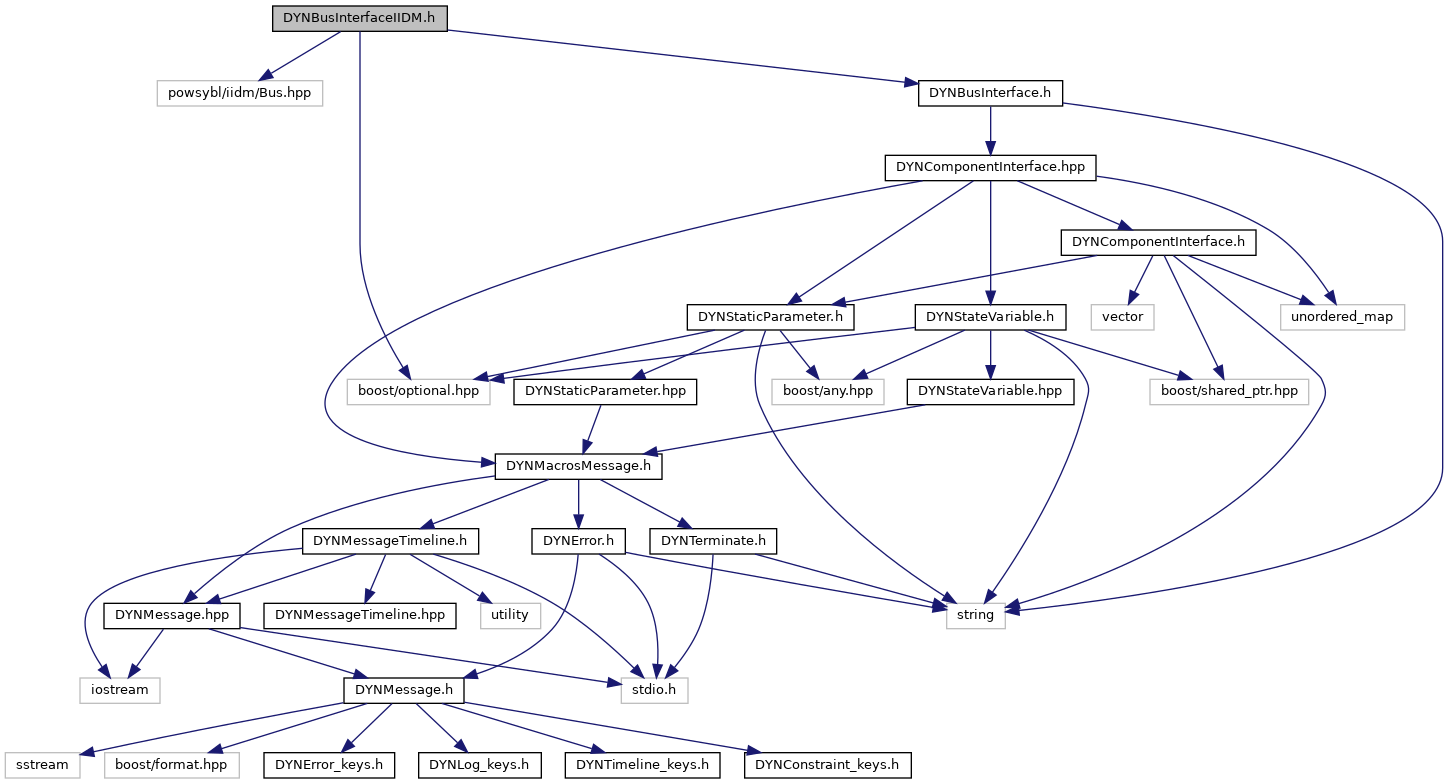 DYNBusInterfaceIIDM.h
powsybl/iidm/Bus.hpp
DYNBusInterface.h
DYNComponentInterface.hpp
DYNComponentInterface.h
DYNStaticParameter.h
DYNStateVariable.h
vector
unordered_map
boost/optional.hpp
DYNStaticParameter.hpp
boost/any.hpp
DYNStateVariable.hpp
boost/shared_ptr.hpp
DYNMacrosMessage.h
DYNMessageTimeline.h
DYNError.h
DYNTerminate.h
DYNMessage.hpp
DYNMessageTimeline.hpp
utility
string
iostream
DYNMessage.h
stdio.h
sstream
boost/format.hpp
DYNError_keys.h
DYNLog_keys.h
DYNTimeline_keys.h
DYNConstraint_keys.h